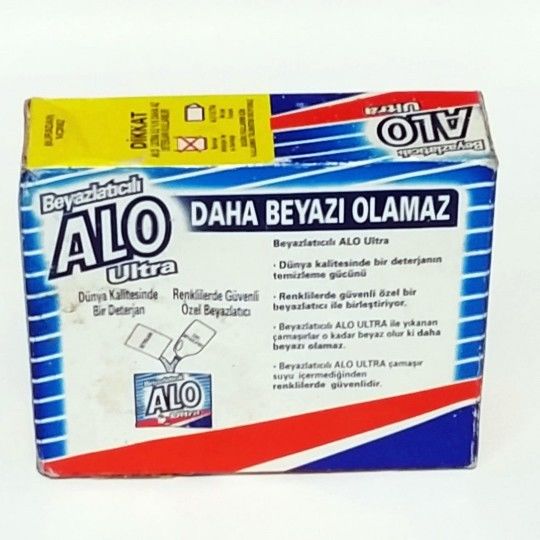 DİKKAT
Beyazlatıcılı
ALO
Ultra
Beyazlatıcılı
ALO
Ultra
DAHA BEYAZI OLAMAZ
Dünya Kalitesinde
Bir Deterjan
Renklilerde Güvenli
Özel Beyazlatıcı
Beyazlatıcılı
ALO
Ultra
Beyazlatıcılı ALO Ultra
· Dünya kalitesinde bir deterjanın
temizleme gücünü
· Renklilerde güvenli özel bir
beyazlatıcı ile birleştiriyor.
· Beyazlatıcılı ALO ULTRA ile yıkanan
çamaşırlar o kadar beyaz olur ki daha
beyazı olamaz.
· Beyazlatıcılı ALO ULTRA çamaşır
suyu içermediğinden
renklilerde güvenlidir.